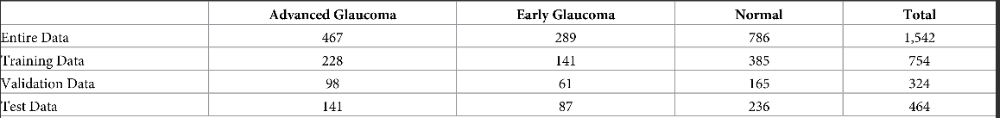 Advanced Glaucoma Early Glaucoma Normal Total
Entire Data 467 289 786 1,542
Training Data 228 141 385 754
Validation Data 98 61 165 324
Test Data 141 87 236 464